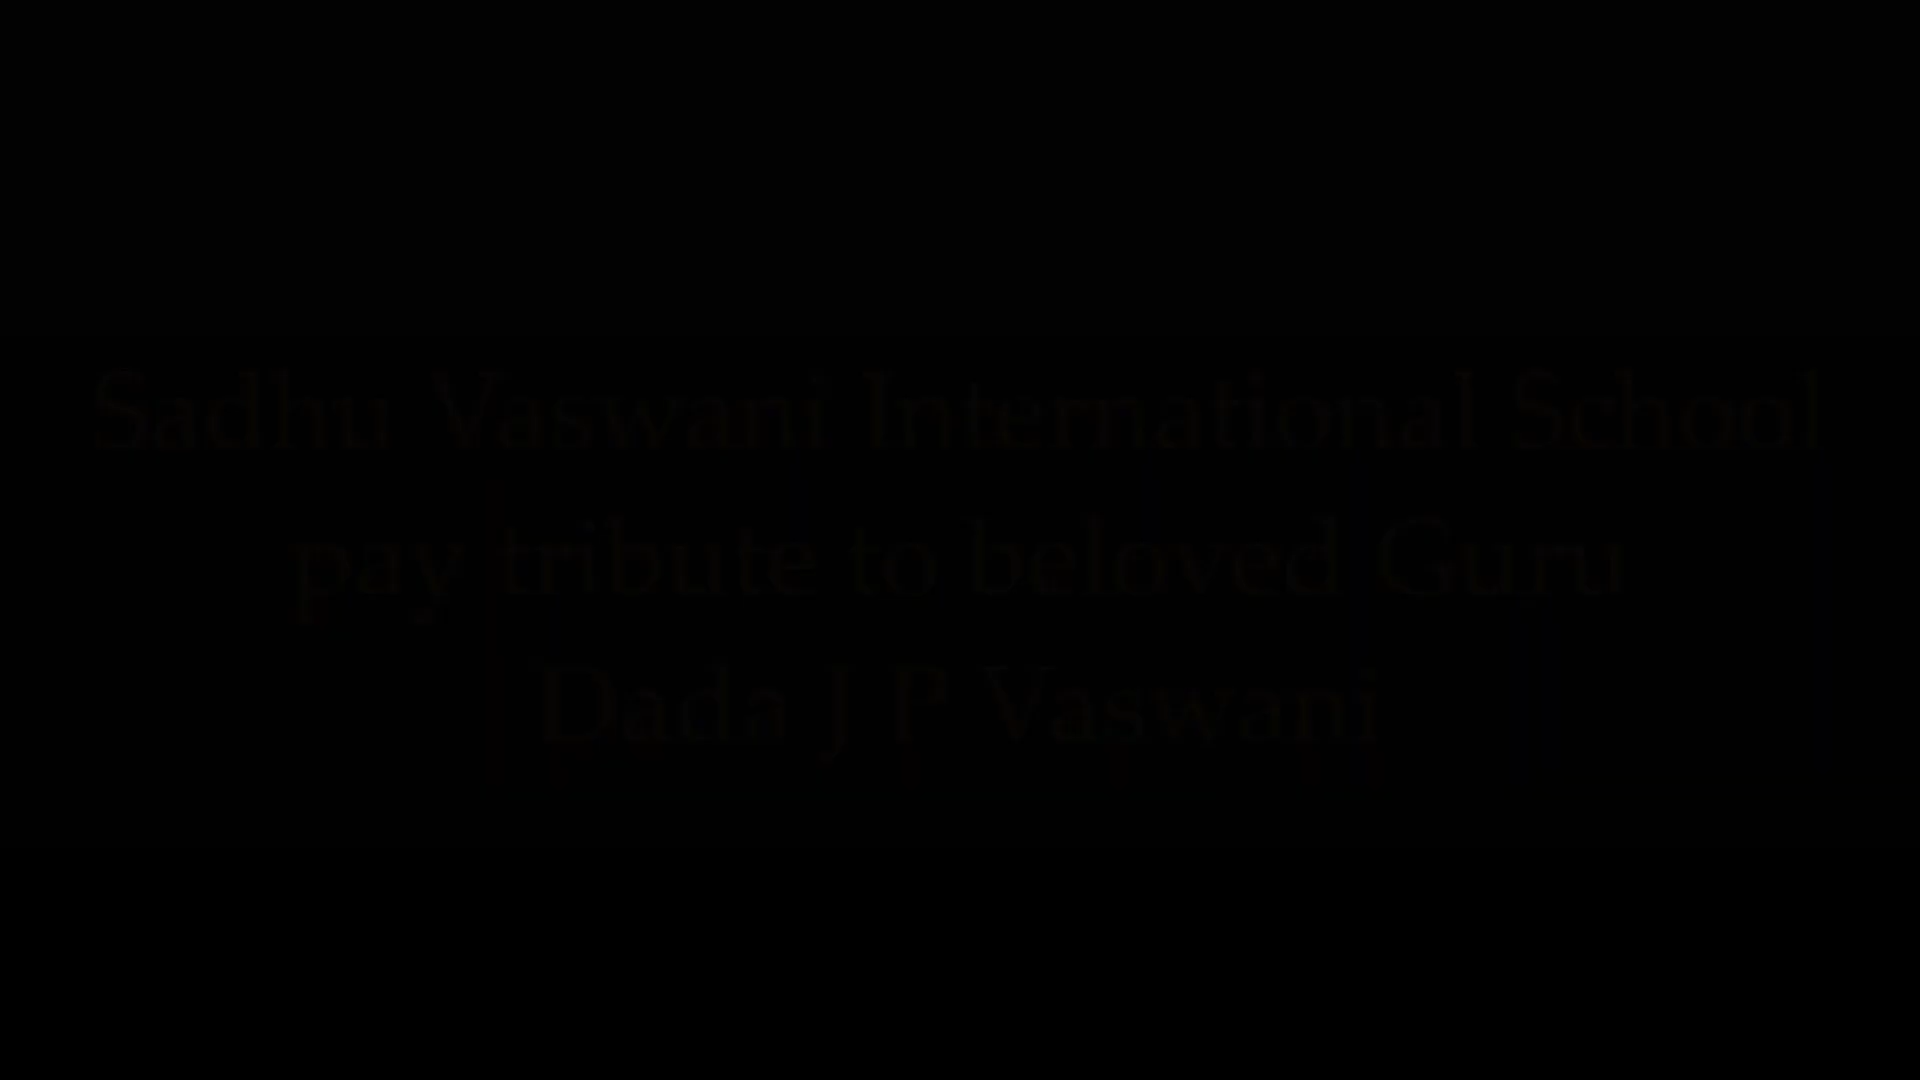 Sadhu Vaswani International School
pay tribute to beloved Guru
Dada J P Vaswani